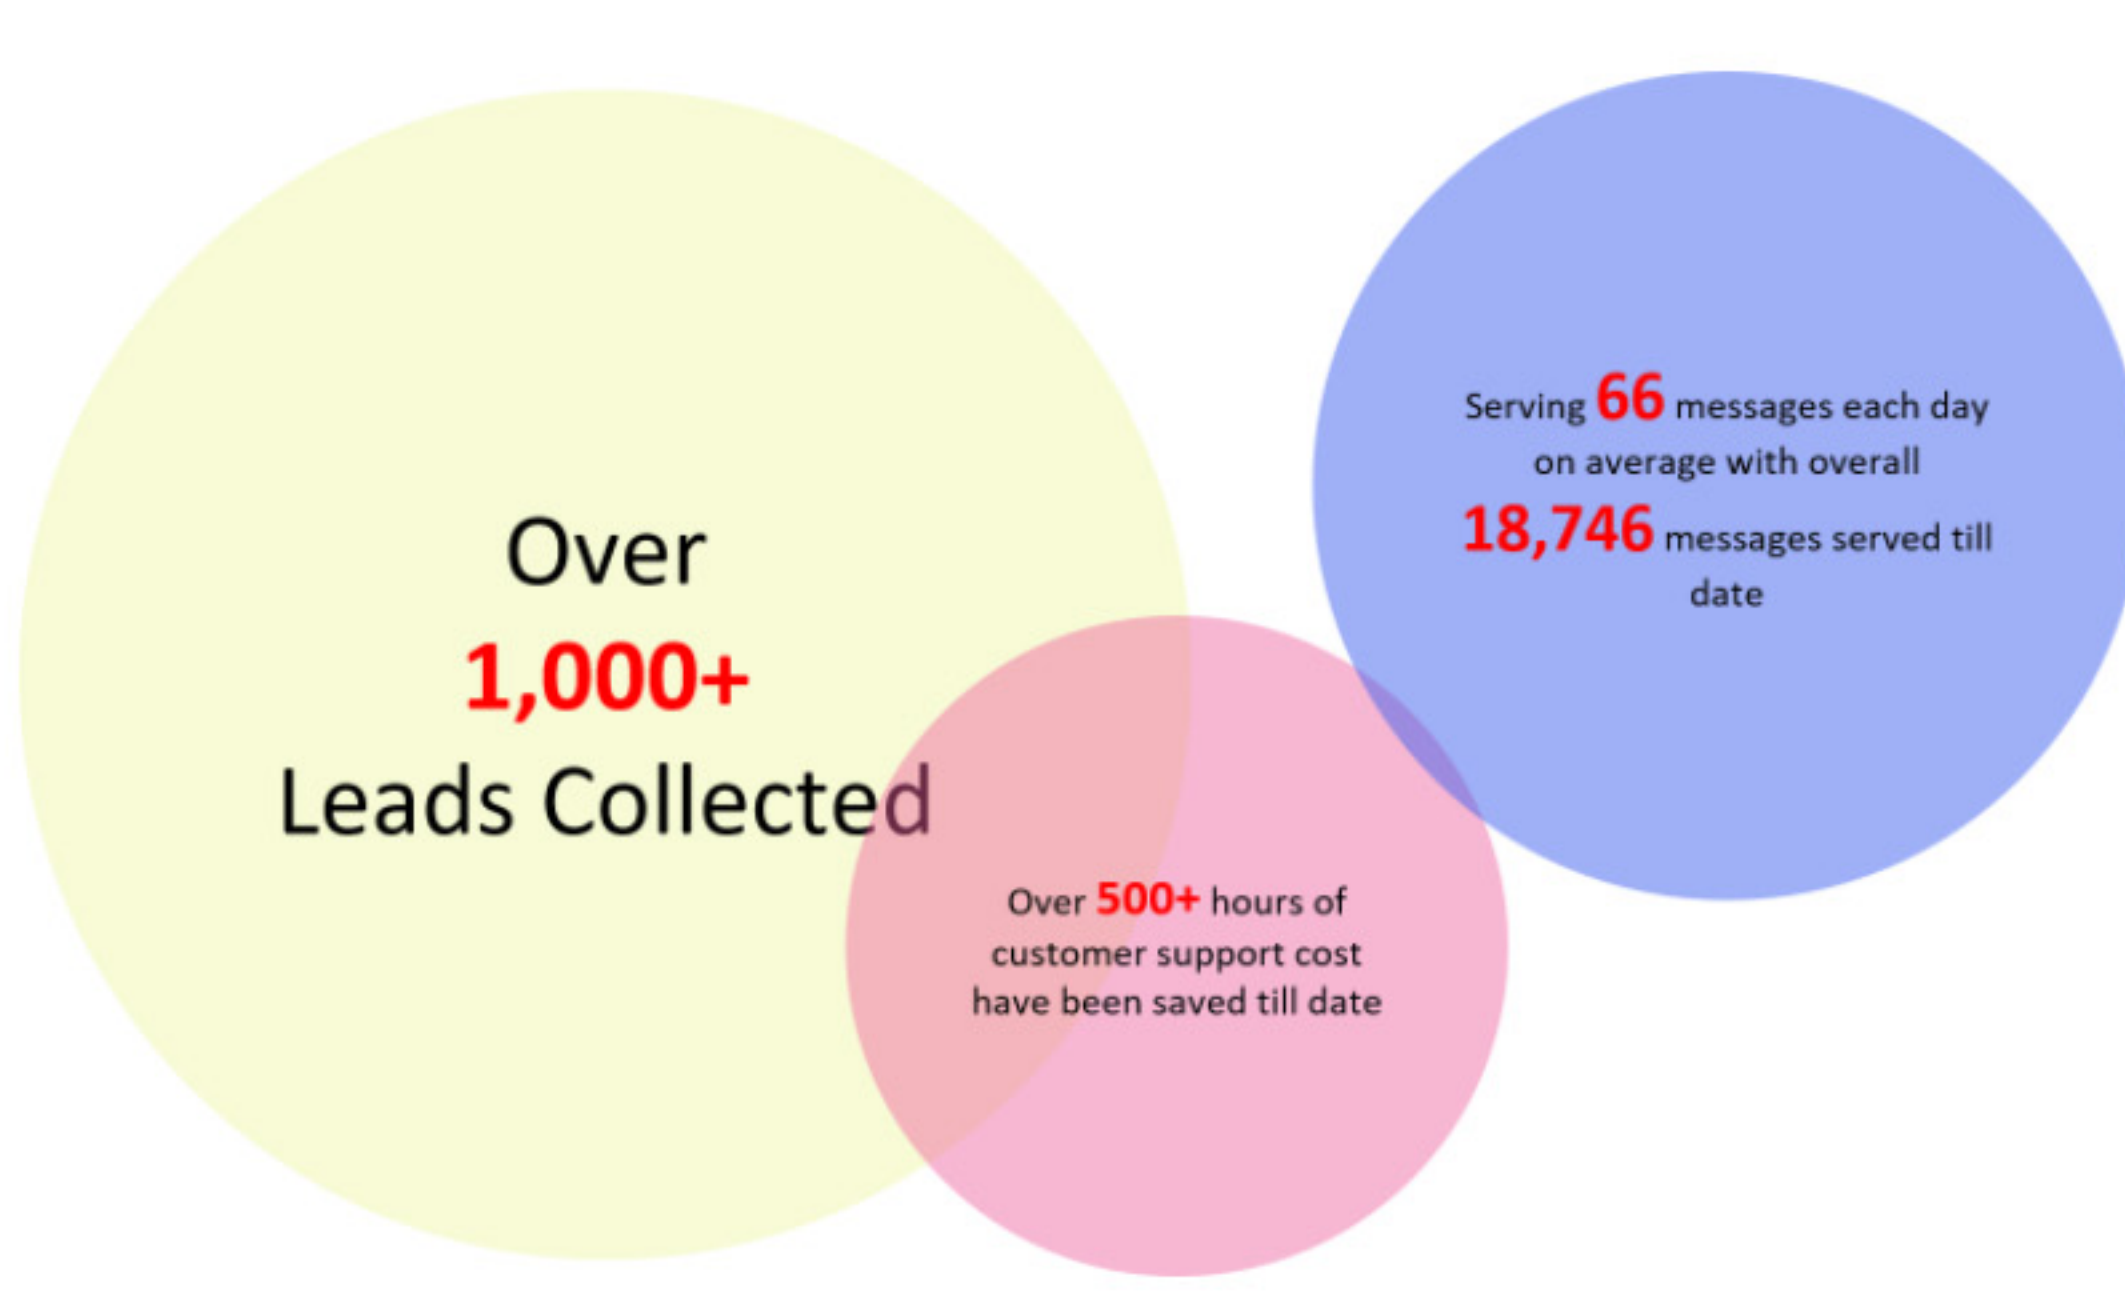 Over
1,000+
Leads Collected
Serving 66 messages each day
on average with overall
18,746 messages served till
date
Over 500+ hours of
customer support cost
have been saved till date